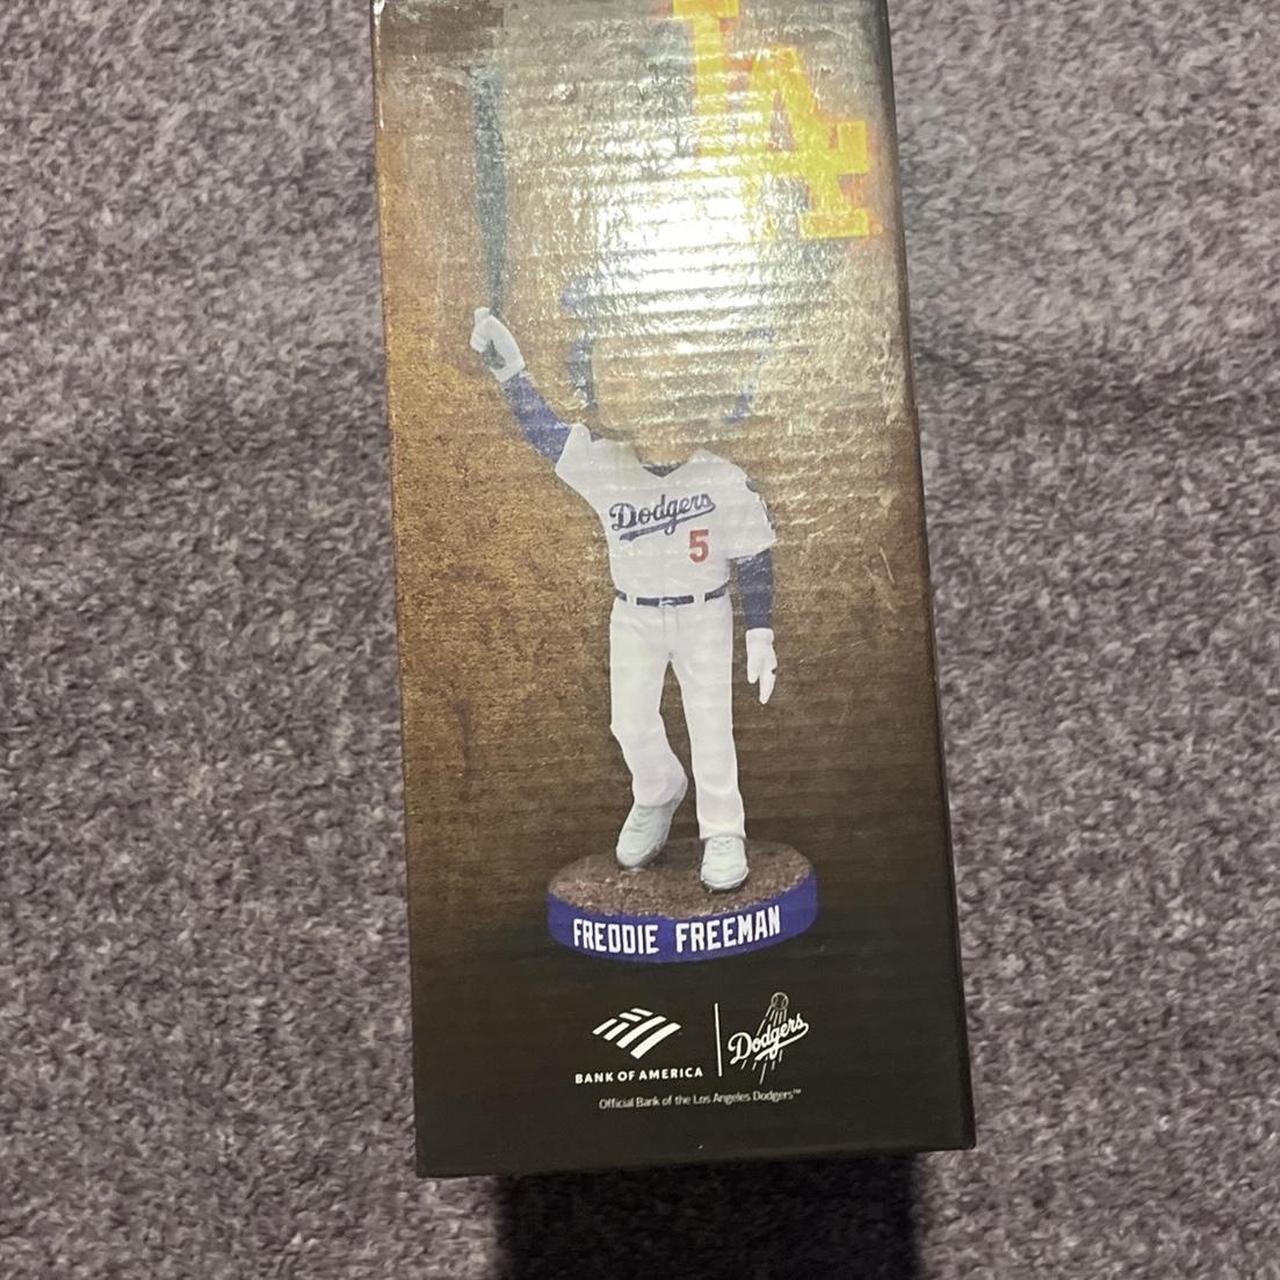 LA
Dodgers
5
FREDDIE FREEMAN
BANK OF AMERICA
Dodgers
Official Bank of the Los Angeles Dodgers™